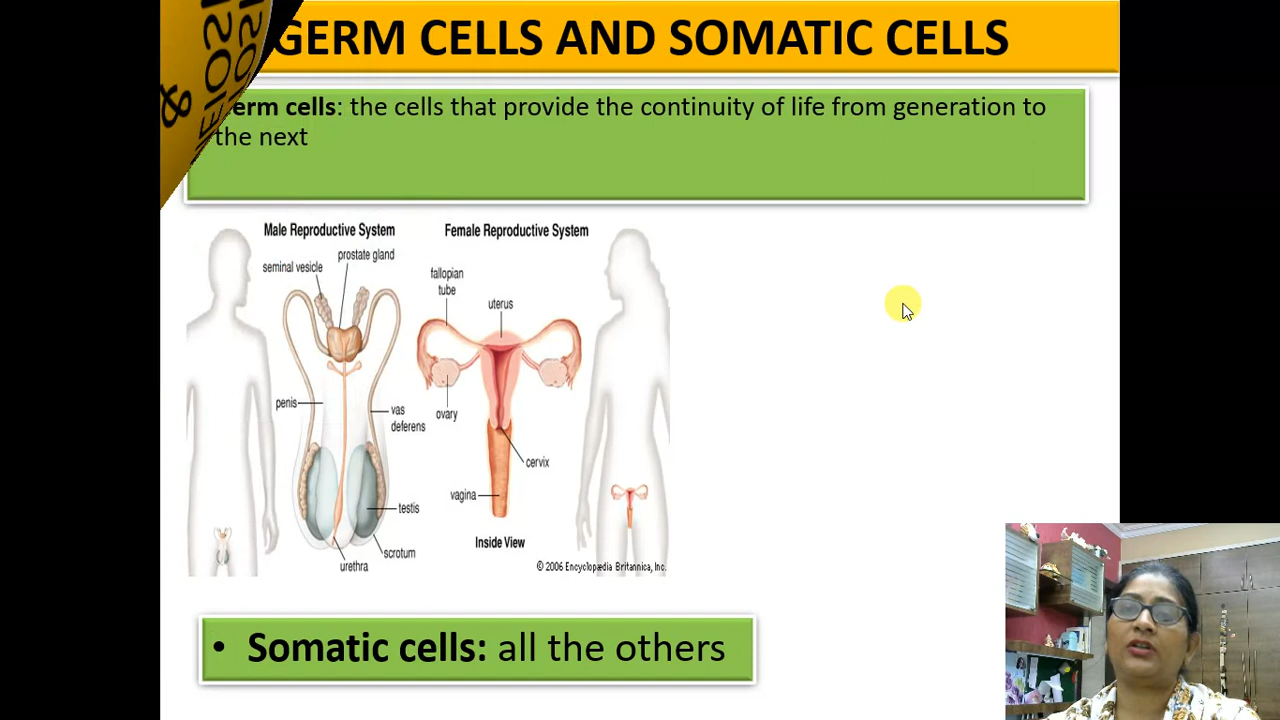 GERM CELLS AND SOMATIC CELLS
erm cells: the cells that provide the continuity of life from generation to
the next
Male Reproductive System
Female Reproductive System
seminal vesicle
prostate gland
fallopian
tube
uterus
penis
vas
deferens
ovary
cervix
vagina
testis
Inside View
scrotum
urethra
© 2006 Encyclopædia Britannica, Inc.
• Somatic cells: all the others